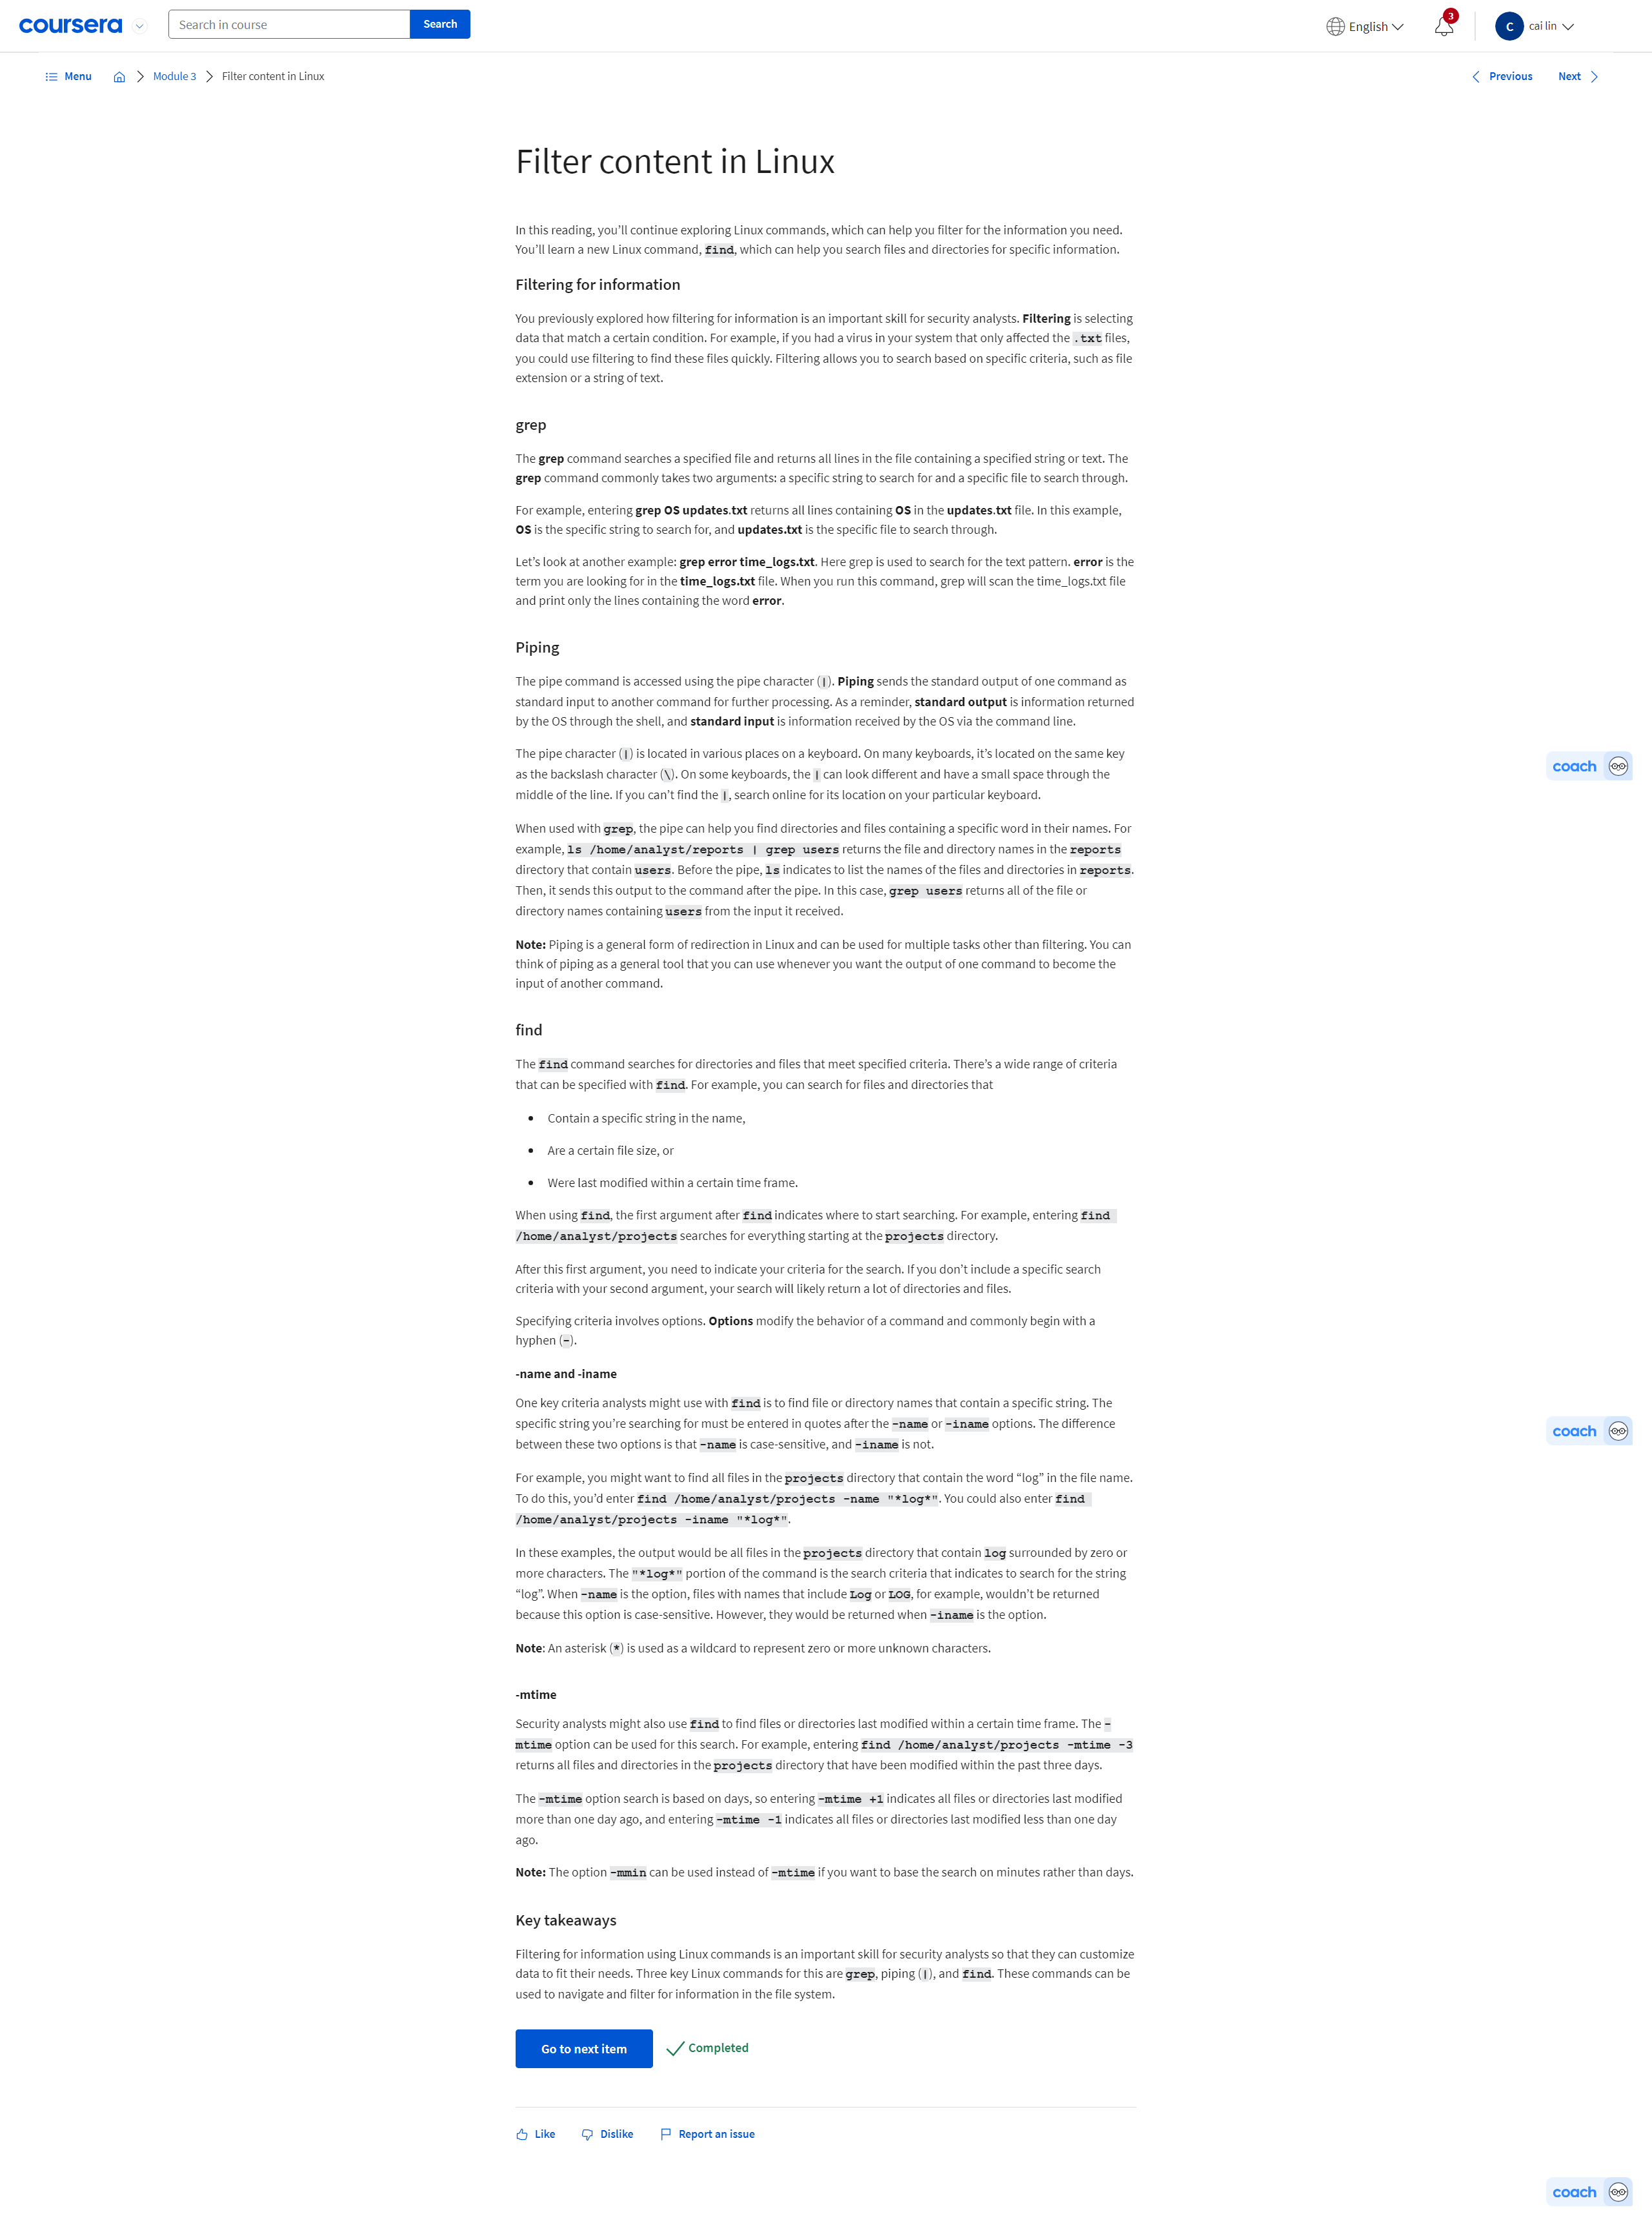 coursera
Search in course
Search
English
3
C
cai lin
Menu
Module 3
Filter content in Linux
Previous
Next
Filter content in Linux
In this reading, you’ll continue exploring Linux commands, which can help you filter for the information you need.
You’ll learn a new Linux command, find, which can help you search files and directories for specific information.
Filtering for information
You previously explored how filtering for information is an important skill for security analysts. Filtering is selecting
data that match a certain condition. For example, if you had a virus in your system that only affected the .txt files,
you could use filtering to find these files quickly. Filtering allows you to search based on specific criteria, such as file
extension or a string of text.
grep
The grep command searches a specified file and returns all lines in the file containing a specified string or text. The
grep command commonly takes two arguments: a specific string to search for and a specific file to search through.
For example, entering grep OS updates.txt returns all lines containing OS in the updates.txt file. In this example,
OS is the specific string to search for, and updates.txt is the specific file to search through.
Let’s look at another example: grep error time_logs.txt. Here grep is used to search for the text pattern. error is the
term you are looking for in the time_logs.txt file. When you run this command, grep will scan the time_logs.txt file
and print only the lines containing the word error.
Piping
The pipe command is accessed using the pipe character (|). Piping sends the standard output of one command as
standard input to another command for further processing. As a reminder, standard output is information returned
by the OS through the shell, and standard input is information received by the OS via the command line.
The pipe character (|) is located in various places on a keyboard. On many keyboards, it’s located on the same key
as the backslash character (\). On some keyboards, the | can look different and have a small space through the
middle of the line. If you can’t find the |, search online for its location on your particular keyboard.
coach
When used with grep, the pipe can help you find directories and files containing a specific word in their names. For
example, ls /home/analyst/reports | grep users returns the file and directory names in the reports
directory that contain users. Before the pipe, ls indicates to list the names of the files and directories in reports.
Then, it sends this output to the command after the pipe. In this case, grep users returns all of the file or
directory names containing users from the input it received.
Note: Piping is a general form of redirection in Linux and can be used for multiple tasks other than filtering. You can
think of piping as a general tool that you can use whenever you want the output of one command to become the
input of another command.
find
The find command searches for directories and files that meet specified criteria. There’s a wide range of criteria
that can be specified with find. For example, you can search for files and directories that
• Contain a specific string in the name,
• Are a certain file size, or
• Were last modified within a certain time frame.
When using find, the first argument after find indicates where to start searching. For example, entering find
/home/analyst/projects searches for everything starting at the projects directory.
After this first argument, you need to indicate your criteria for the search. If you don’t include a specific search
criteria with your second argument, your search will likely return a lot of directories and files.
Specifying criteria involves options. Options modify the behavior of a command and commonly begin with a
hyphen (-).
-name and -iname
One key criteria analysts might use with find is to find file or directory names that contain a specific string. The
specific string you’re searching for must be entered in quotes after the -name or -iname options. The difference
between these two options is that -name is case-sensitive, and -iname is not.
coach
For example, you might want to find all files in the projects directory that contain the word “log” in the file name.
To do this, you’d enter find /home/analyst/projects -name "*log*". You could also enter find
/home/analyst/projects -iname "*log*".
In these examples, the output would be all files in the projects directory that contain log surrounded by zero or
more characters. The "*log*" portion of the command is the search criteria that indicates to search for the string
“log”. When -name is the option, files with names that include Log or LOG, for example, wouldn’t be returned
because this option is case-sensitive. However, they would be returned when -iname is the option.
Note: An asterisk (*) is used as a wildcard to represent zero or more unknown characters.
-mtime
Security analysts might also use find to find files or directories last modified within a certain time frame. The -
mtime option can be used for this search. For example, entering find /home/analyst/projects -mtime -3
returns all files and directories in the projects directory that have been modified within the past three days.
The -mtime option search is based on days, so entering -mtime +1 indicates all files or directories last modified
more than one day ago, and entering -mtime -1 indicates all files or directories last modified less than one day
ago.
Note: The option -mmin can be used instead of -mtime if you want to base the search on minutes rather than days.
Key takeaways
Filtering for information using Linux commands is an important skill for security analysts so that they can customize
data to fit their needs. Three key Linux commands for this are grep, piping (|), and find. These commands can be
used to navigate and filter for information in the file system.
Go to next item
Completed
Like
Dislike
Report an issue
coach